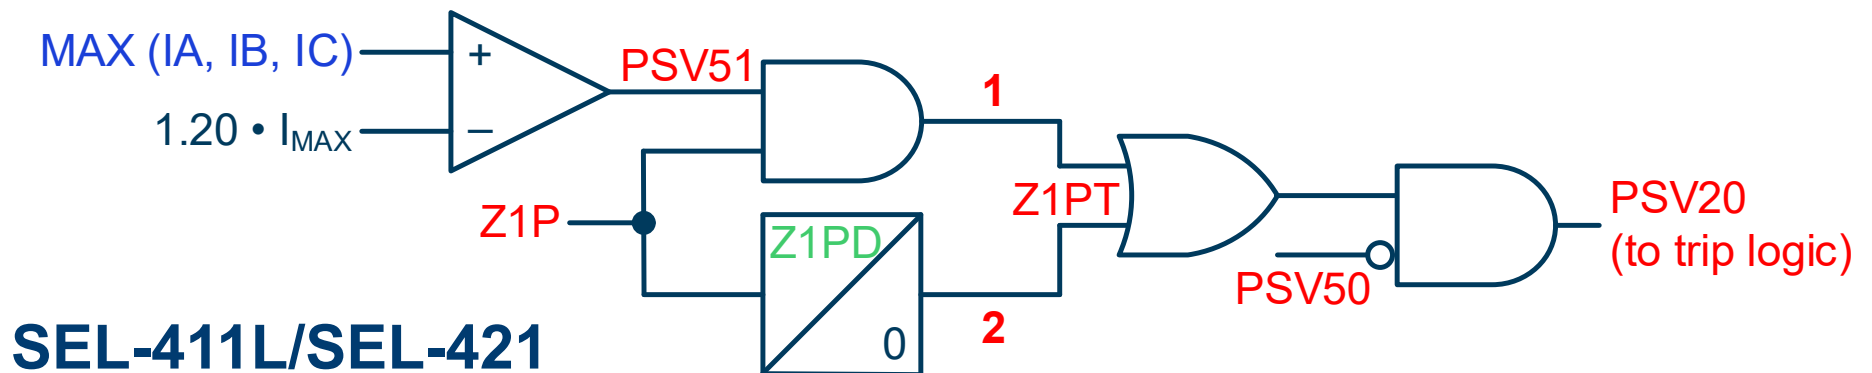 MAX (IA, IB, IC)
+
PSV51
1
1.20 • IMAX
–
Z1P
Z1PD
0
Z1PT
2
PSV50
PSV20
(to trip logic)
SEL-411L/SEL-421